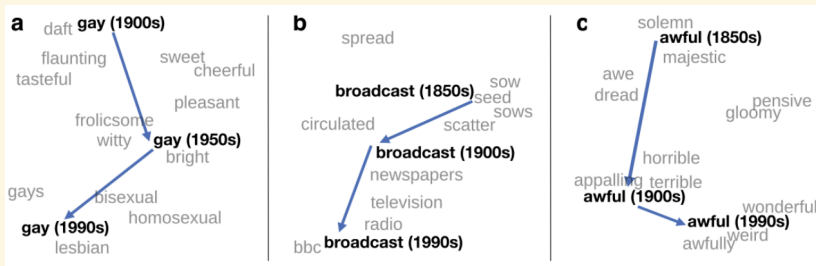 a
daft gay (1900s)
flaunting
sweet
tasteful
cheerful
pleasant
frolicsome
witty
gay (1950s)
bright
gays
bisexual
homosexual
gay (1990s)
lesbian
b
spread
broadcast (1850s)
sow
seed
sows
circulated
scatter
broadcast (1900s)
newspapers
television
radio
bbc
broadcast (1990s)
c
solemn
awful (1850s)
majestic
awe
dread
pensive
gloomy
horrible
appalling
terrible
awful (1900s)
wonderful
awful (1990s)
weird
awfully